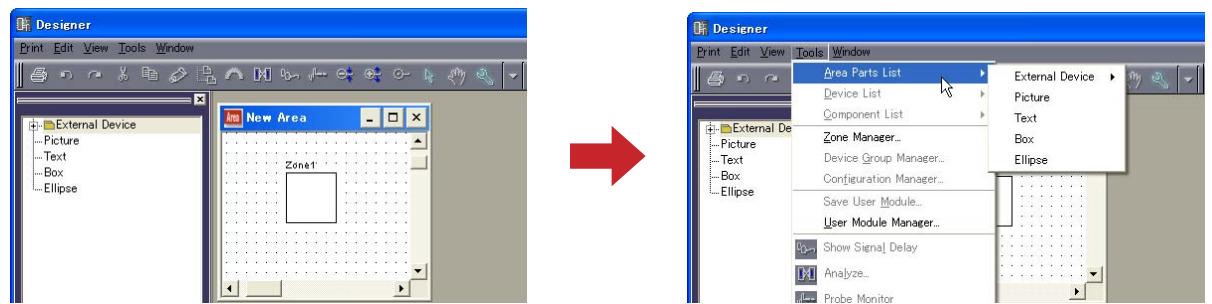 Designer
Print Edit View Tools Window
External Device
Picture
Text
Box
Ellipse
Area New Area
Zone1
Designer
Print Edit View Tools Window
External De
Picture
Text
Box
Ellipse
Area Parts List
Device List
Component List
Zone Manager...
Device Group Manager...
Configuration Manager...
Save User Module...
User Module Manager...
Show Signal Delay
Analyze...
Probe Monitor
External Device
Picture
Text
Box
Ellipse